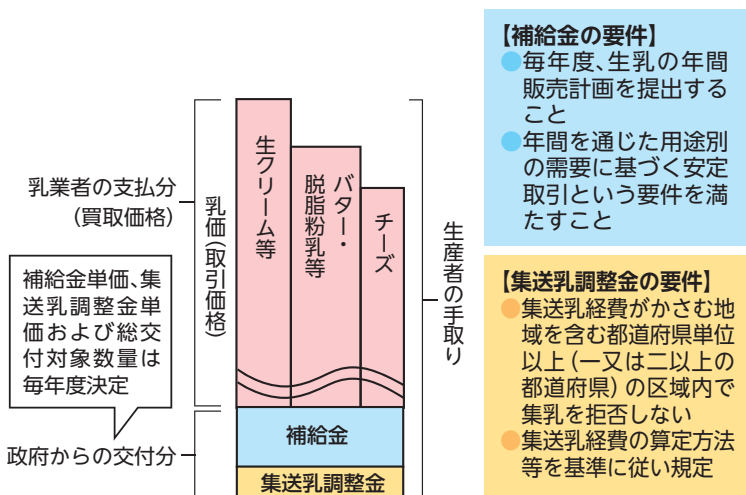 乳業者の支払分
(買取価格)
補給金単価、集
送乳調整金単
価および総交
付対象数量は
毎年度決定
政府からの交付分
乳価(取引価格)
生クリーム等
バター・
脱脂粉乳等
チーズ
補給金
集送乳調整金
生産者の手取り
【補給金の要件】
●毎年度、生乳の年間
販売計画を提出する
こと
●年間を通じた用途別
の需要に基づく安定
取引という要件を満
たすこと
【集送乳調整金の要件】
●集送乳経費がかさむ地
域を含む都道府県単位
以上(一又は二以上の
都道府県)の区域内で
集乳を拒否しない
●集送乳経費の算定方法
等を基準に従い規定